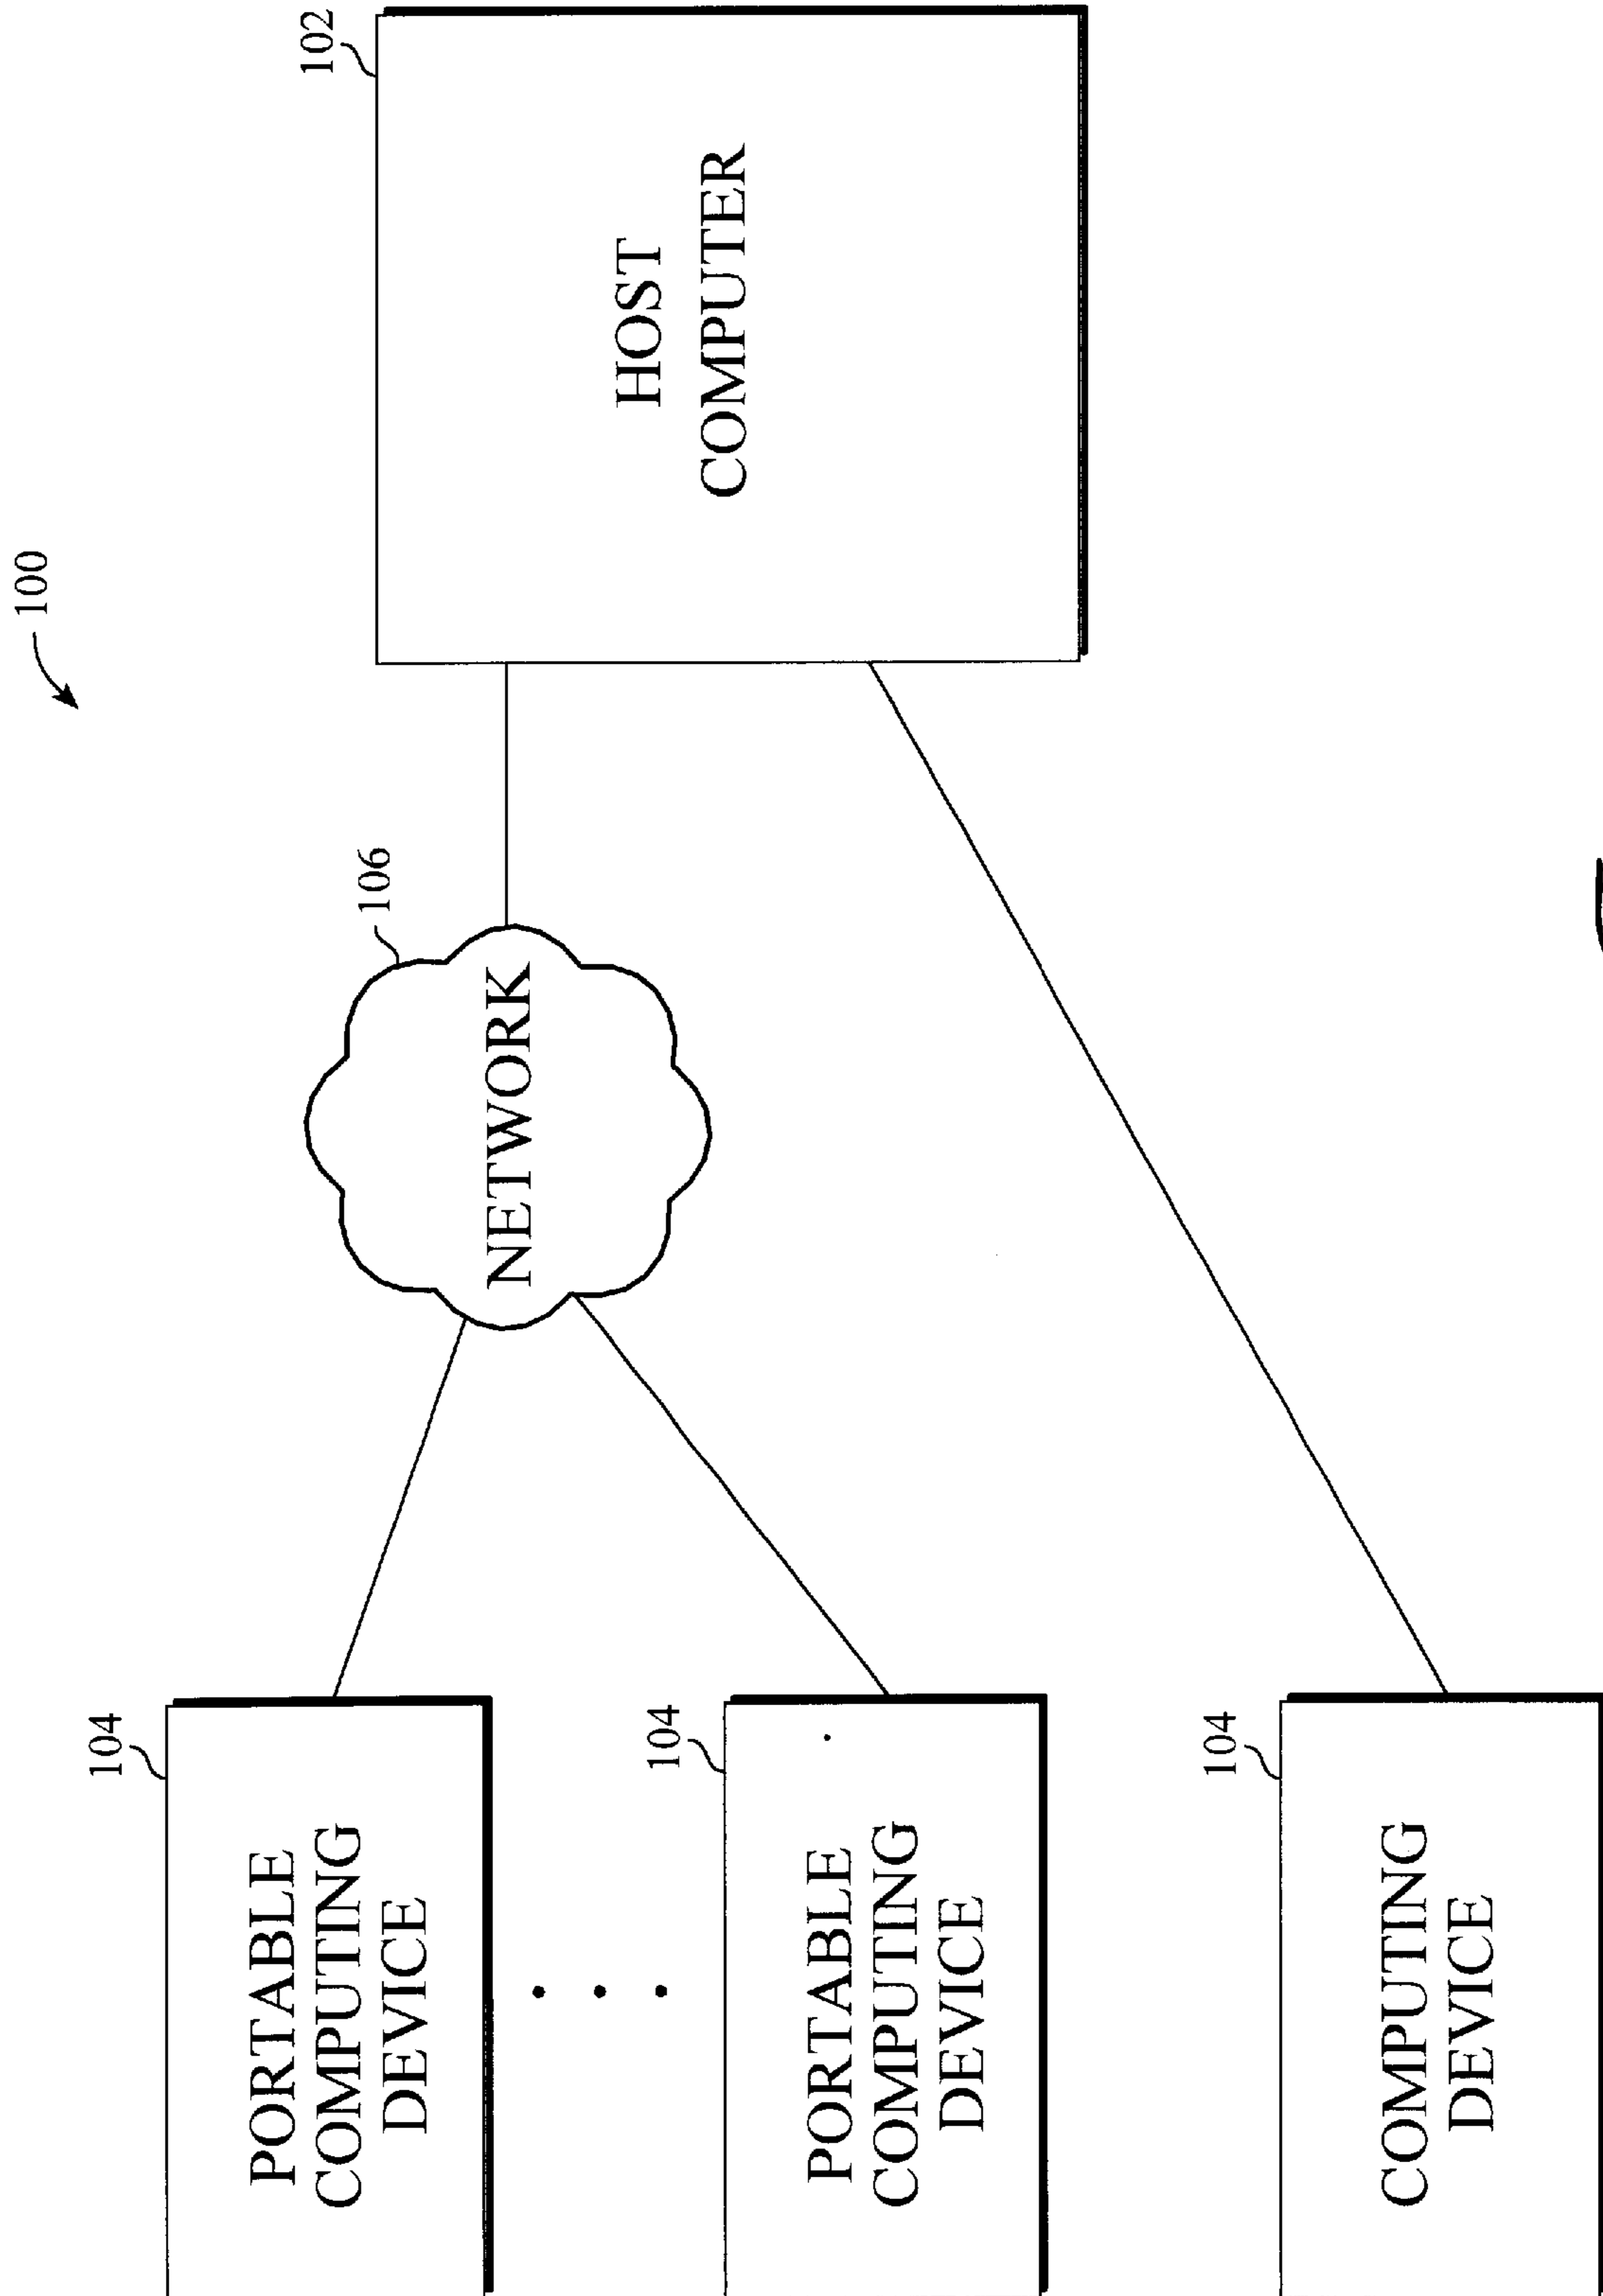 100
102
HOST
COMPUTER
106
NETWORK
104
PORTABLE
COMPUTING
DEVICE
104
PORTABLE
COMPUTING
DEVICE
104
COMPUTING
DEVICE